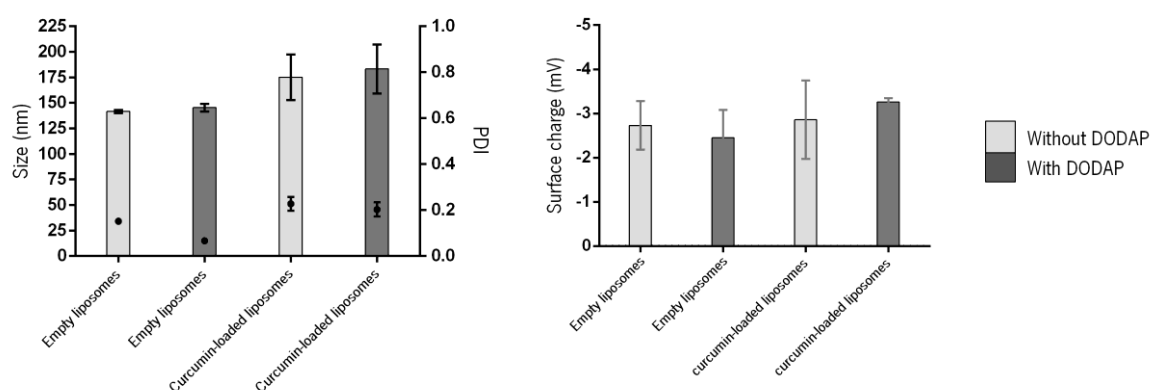 225
200
175
150
125
100
75
50
25
0
Size (nm)
1.0
0.8
0.6
0.4
0.2
0.0
PDI
Empty liposomes
Empty liposomes
Curcumin-loaded liposomes
Curcumin-loaded liposomes
-5
-4
-3
-2
-1
0
Surface charge (mV)
Empty liposomes
Empty liposomes
curcumin-loaded liposomes
curcumin-loaded liposomes
Without DODAP
With DODAP